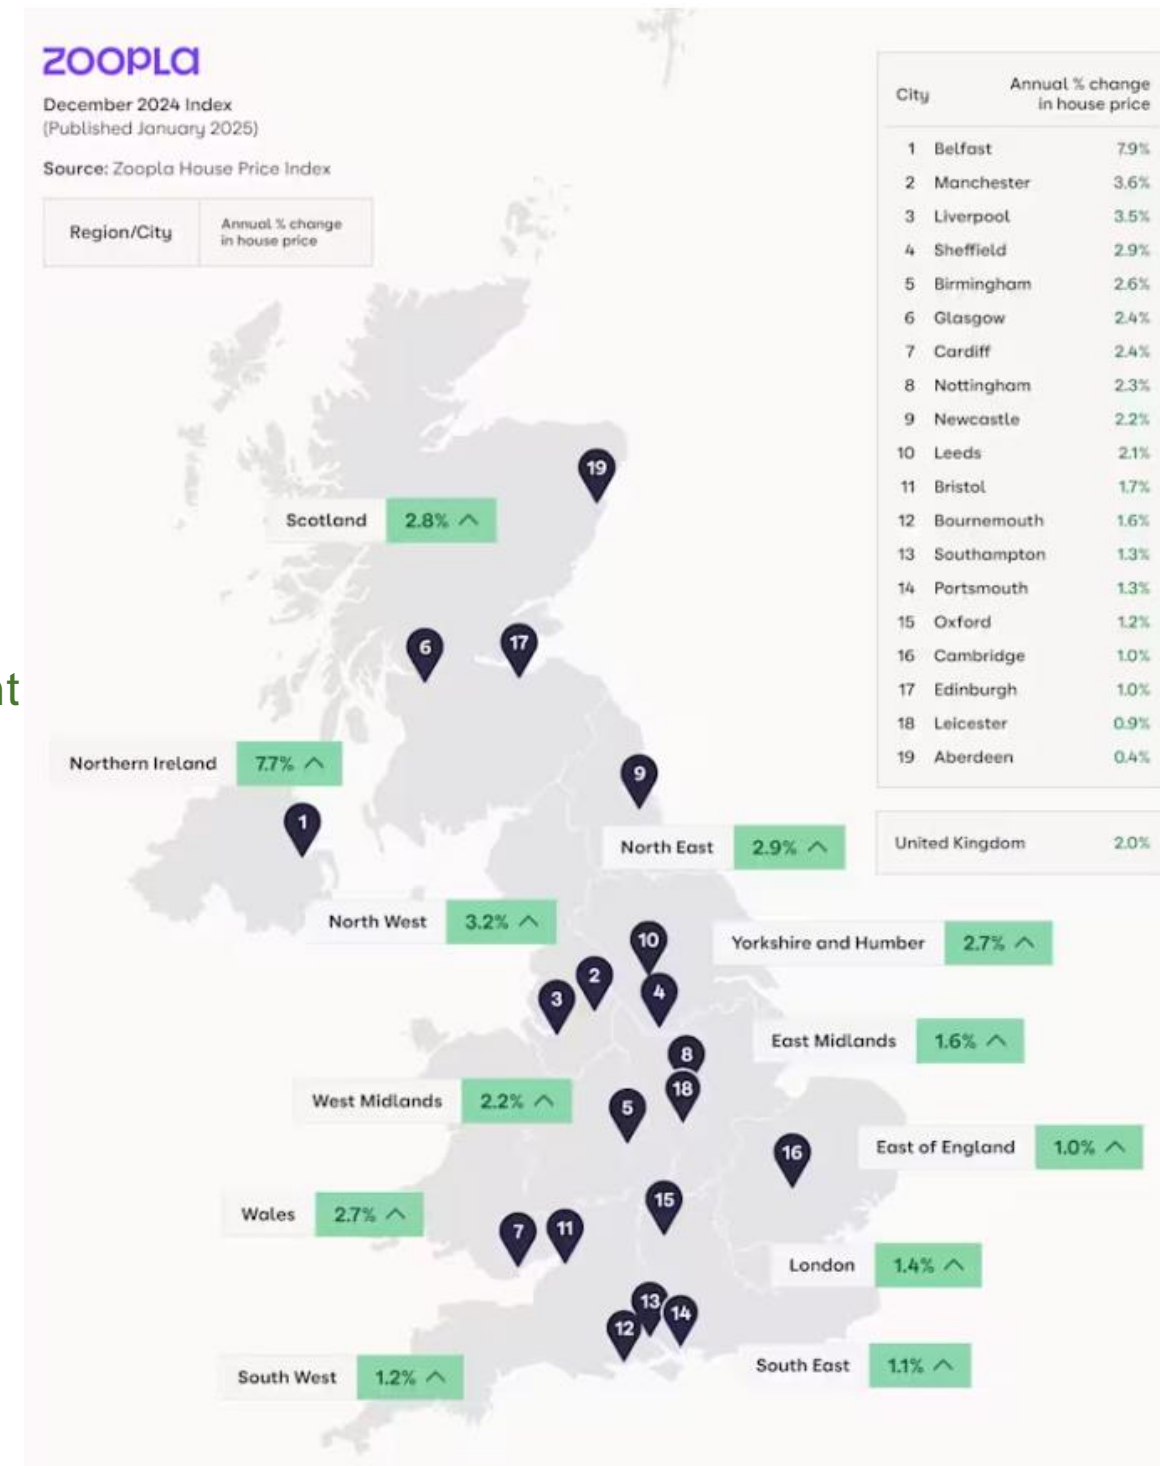 ZOOPLA
December 2024 Index
(Published January 2025)
Source: Zoopla House Price Index
Region/City
Annual % change
in house price
City
Annual % change
in house price
1 Belfast 7.9%
2 Manchester 3.6%
3 Liverpool 3.5%
4 Sheffield 2.9%
5 Birmingham 2.6%
6 Glasgow 2.4%
7 Cardiff 2.4%
8 Nottingham 2.3%
9 Newcastle 2.2%
10 Leeds 2.1%
11 Bristol 1.7%
12 Bournemouth 1.6%
13 Southampton 1.3%
14 Portsmouth 1.3%
15 Oxford 1.2%
16 Cambridge 1.0%
17 Edinburgh 1.0%
18 Leicester 0.9%
19 Aberdeen 0.4%
United Kingdom 2.0%
19
Scotland 2.8%
6
17
Northern Ireland 7.7%
9
1
North East 2.9%
North West 3.2%
10
Yorkshire and Humber 2.7%
2
3
4
East Midlands 1.6%
8
18
West Midlands 2.2%
5
16
East of England 1.0%
15
Wales 2.7%
7
11
London 1.4%
13
14
12
South East 1.1%
South West 1.2%